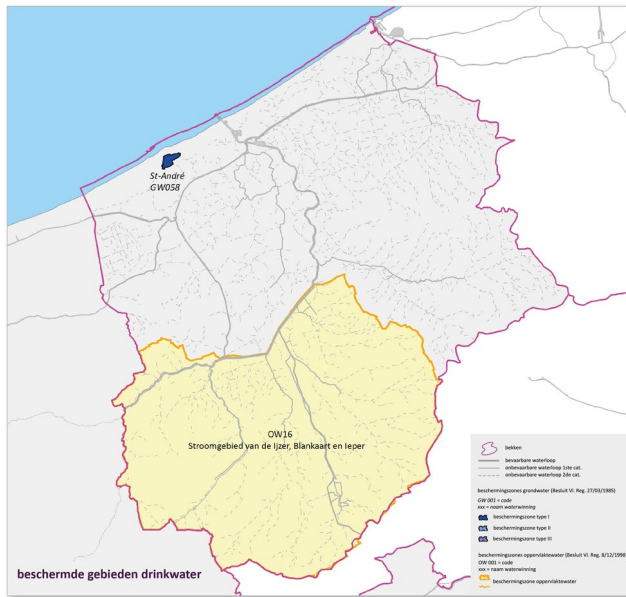 St-André
GW058
OW16
Stroomgebied van de Ijzer, Blankaart en Ieper
bekken
bevaarbare waterloop
onbevaarbare waterloop 1ste cat.
onbevaarbare waterloop 2de cat.
beschermingszones grondwater (Besluit Vl. Reg. 27/03/1985)
GW 001 = code
xxx = naam waterwinning
beschermingszone type I
beschermingszone type II
beschermingszone type III
beschermingszones oppervlaktewater (Besluit Vl. Reg. 8/12/1998
OW 001 = code
xxx = naam waterwinning
beschermingszone oppervlaktewater
beschermde gebieden drinkwater